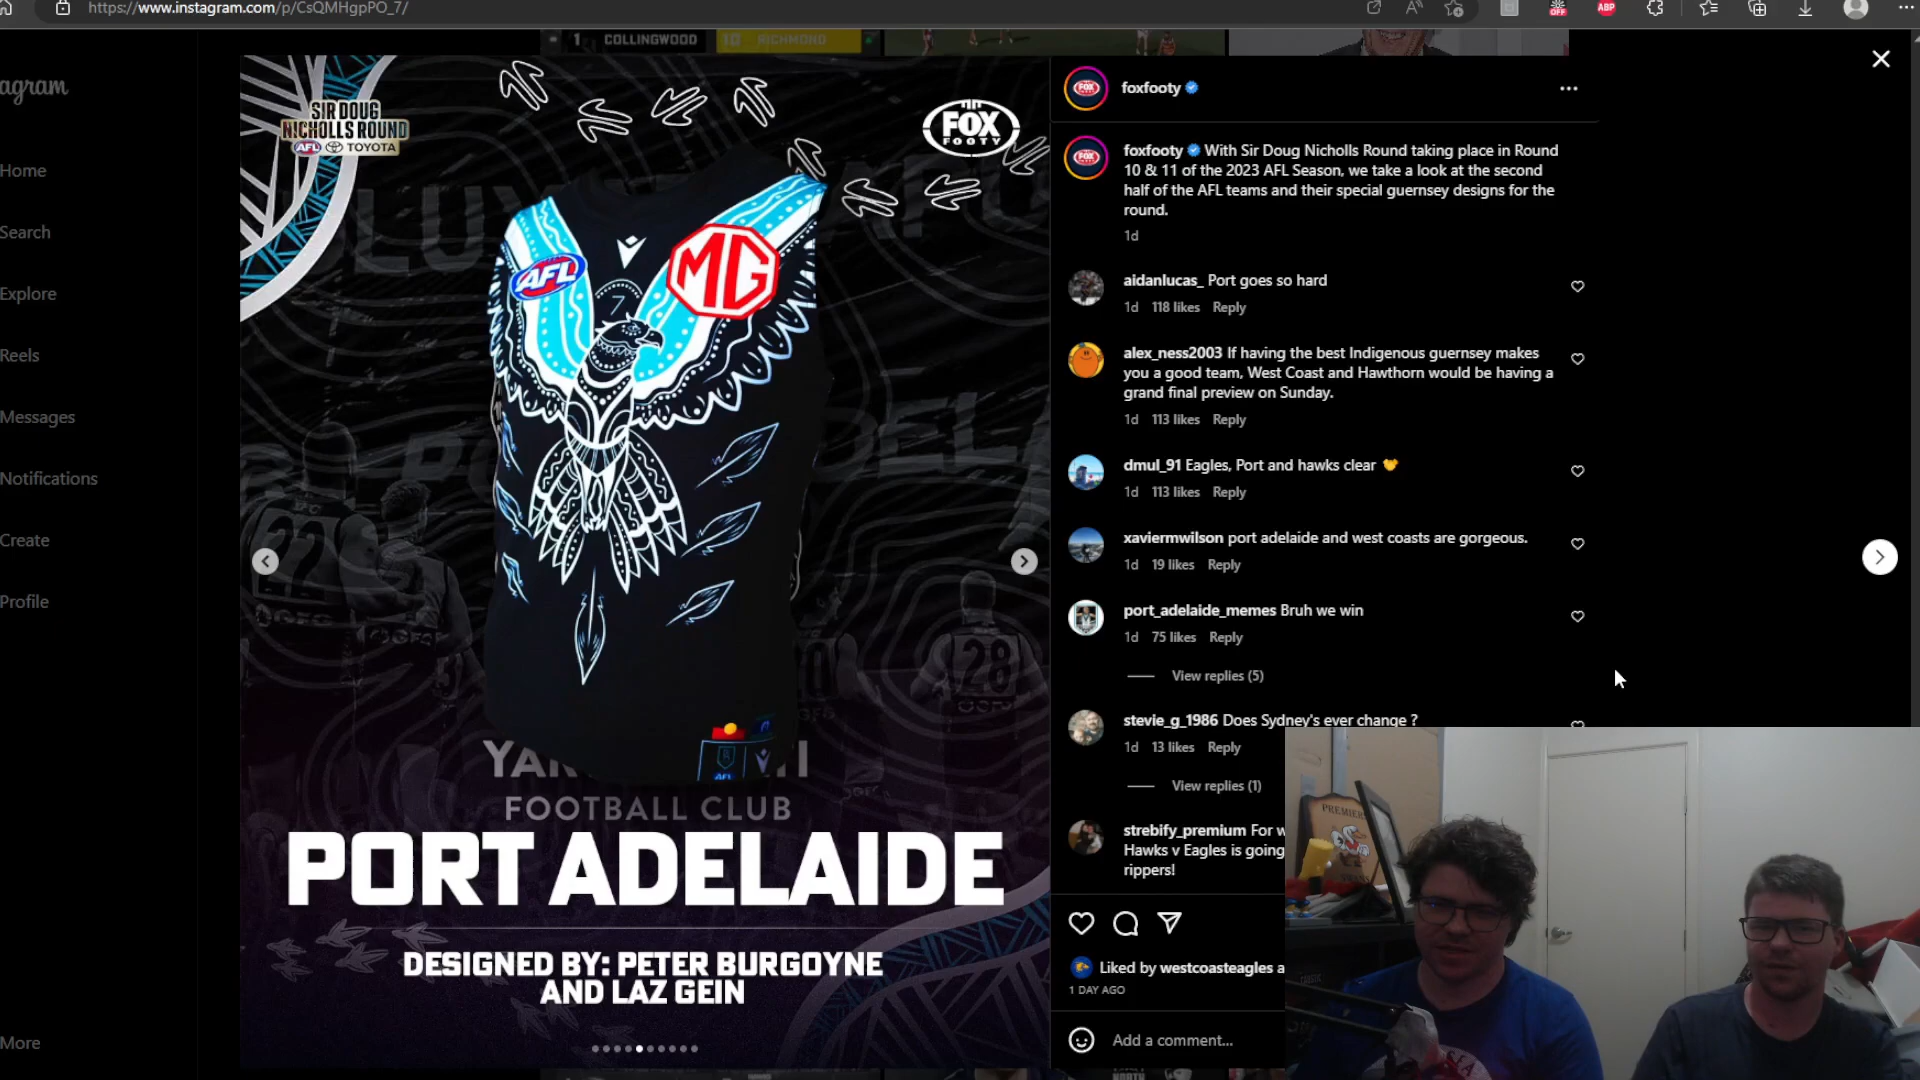 https://www.instagram.com/p/CsQMHgpPO_7/
OFF
ABP
1 COLLINGWOOD
10 RICHMOND
agram
Home
Search
Explore
Reels
Messages
Notifications
Create
Profile
More
SIR DOUG
NICHOLLS ROUND
AFL TOYOTA
FOX
FOOTY
AFL
MG
7
22
28
FOOTBALL CLUB
PORT ADELAIDE
DESIGNED BY: PETER BURGOYNE
AND LAZ GEIN
foxfooty
foxfooty With Sir Doug Nicholls Round taking place in Round
10 & 11 of the 2023 AFL Season, we take a look at the second
half of the AFL teams and their special guernsey designs for the
round.
1d
aidanlucas_ Port goes so hard
1d 118 likes Reply
alex_ness2003 If having the best Indigenous guernsey makes
you a good team, West Coast and Hawthorn would be having a
grand final preview on Sunday.
1d 113 likes Reply
dmul_91 Eagles, Port and hawks clear
1d 113 likes Reply
xaviermwilson port adelaide and west coasts are gorgeous.
1d 19 likes Reply
port_adelaide_memes Bruh we win
1d 75 likes Reply
View replies (5)
stevie_g_1986 Does Sydney's ever change ?
1d 13 likes Reply
View replies (1)
strebify_premium For w
Hawks v Eagles is going
rippers!
Liked by westcoasteagles a
1 DAY AGO
Add a comment...
PREMIER